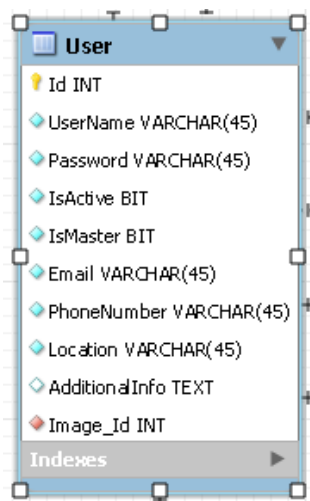 User
Id INT
UserName VARCHAR(45)
Password VARCHAR(45)
IsActive BIT
IsMaster BIT
Email VARCHAR(45)
PhoneNumber VARCHAR(45)
Location VARCHAR(45)
AdditionalInfo TEXT
Image_Id INT
Indexes